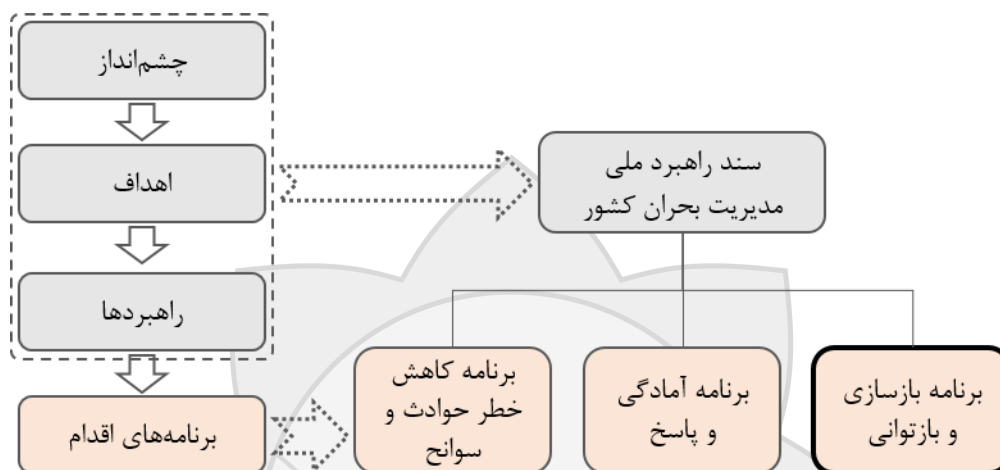 چشم‌انداز
اهداف
راهبردها
برنامه‌های اقدام
سند راهبرد ملی
مدیریت بحران کشور
برنامه بازسازی
و بازتوانی
برنامه آمادگی
و پاسخ
برنامه کاهش
خطر حوادث و
سوانح